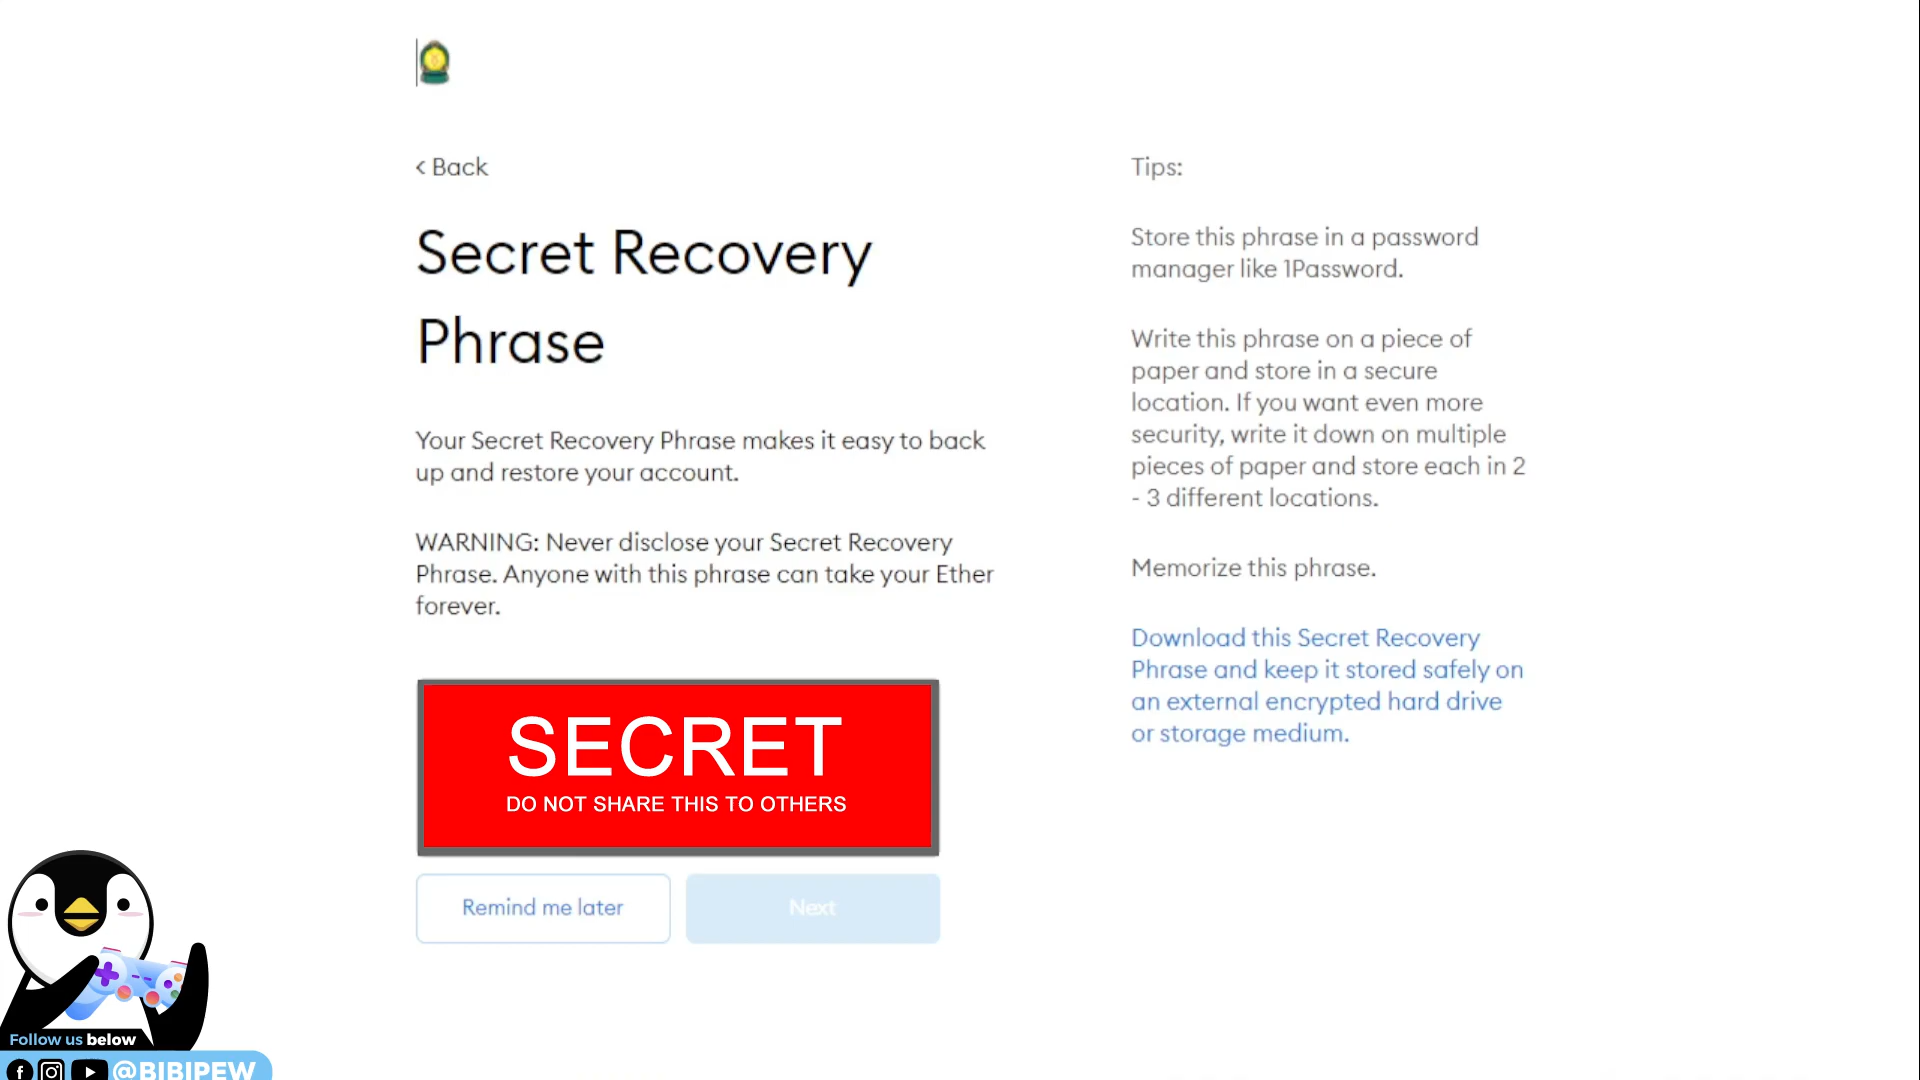 < Back
Secret Recovery
Phrase
Your Secret Recovery Phrase makes it easy to back
up and restore your account.
WARNING: Never disclose your Secret Recovery
Phrase. Anyone with this phrase can take your Ether
forever.
SECRET
DO NOT SHARE THIS TO OTHERS
Remind me later
Next
Tips:
Store this phrase in a password
manager like 1Password.
Write this phrase on a piece of
paper and store in a secure
location. If you want even more
security, write it down on multiple
pieces of paper and store each in 2
- 3 different locations.
Memorize this phrase.
Download this Secret Recovery
Phrase and keep it stored safely on
an external encrypted hard drive
or storage medium.
Follow us below
@BIBIPEW